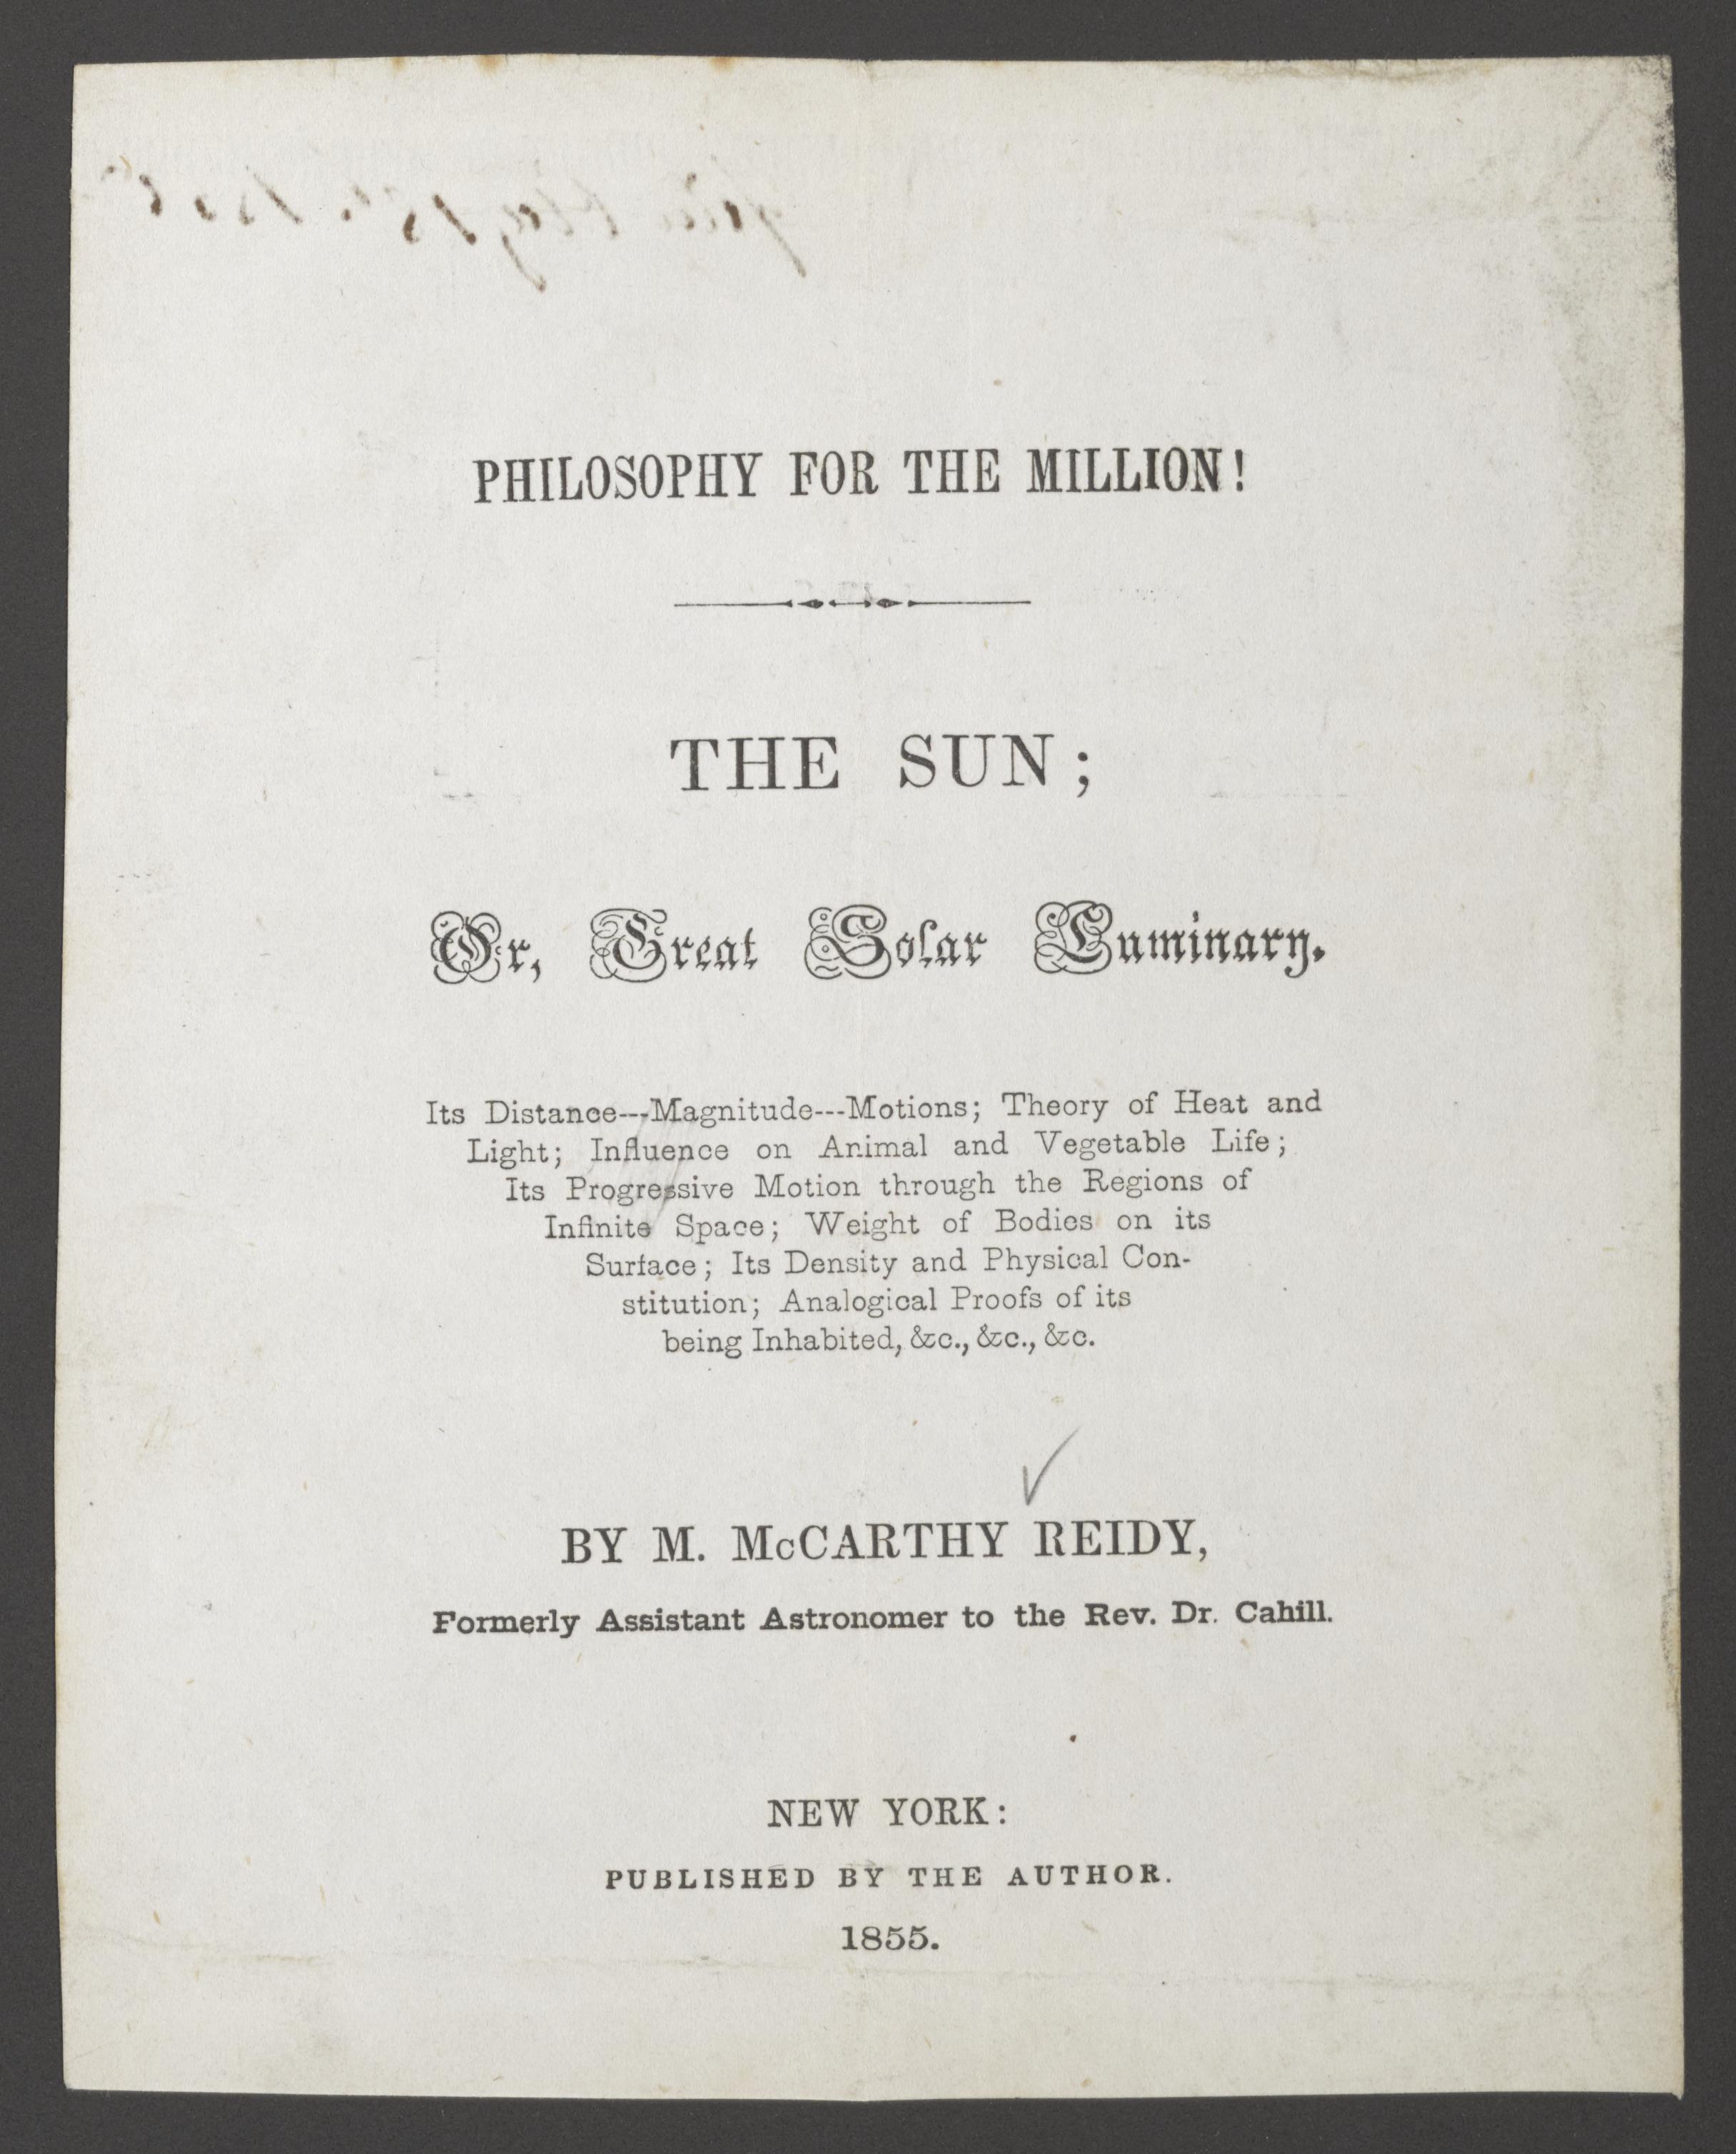 PHILOSOPHY FOR THE MILLION!
THE SUN;
Or, Great Solar Luminary.
Its Distance---Magnitude---Motions; Theory of Heat and
Light; Influence on Animal and Vegetable Life;
Its Progressive Motion through the Regions of
Infinite Space; Weight of Bodies on its
Surface; Its Density and Physical Con-
stitution; Analogical Proofs of its
being Inhabited, &c., &c., &c.
BY M. McCARTHY REIDY,
Formerly Assistant Astronomer to the Rev. Dr. Cahill.
NEW YORK:
PUBLISHED BY THE AUTHOR.
1855.